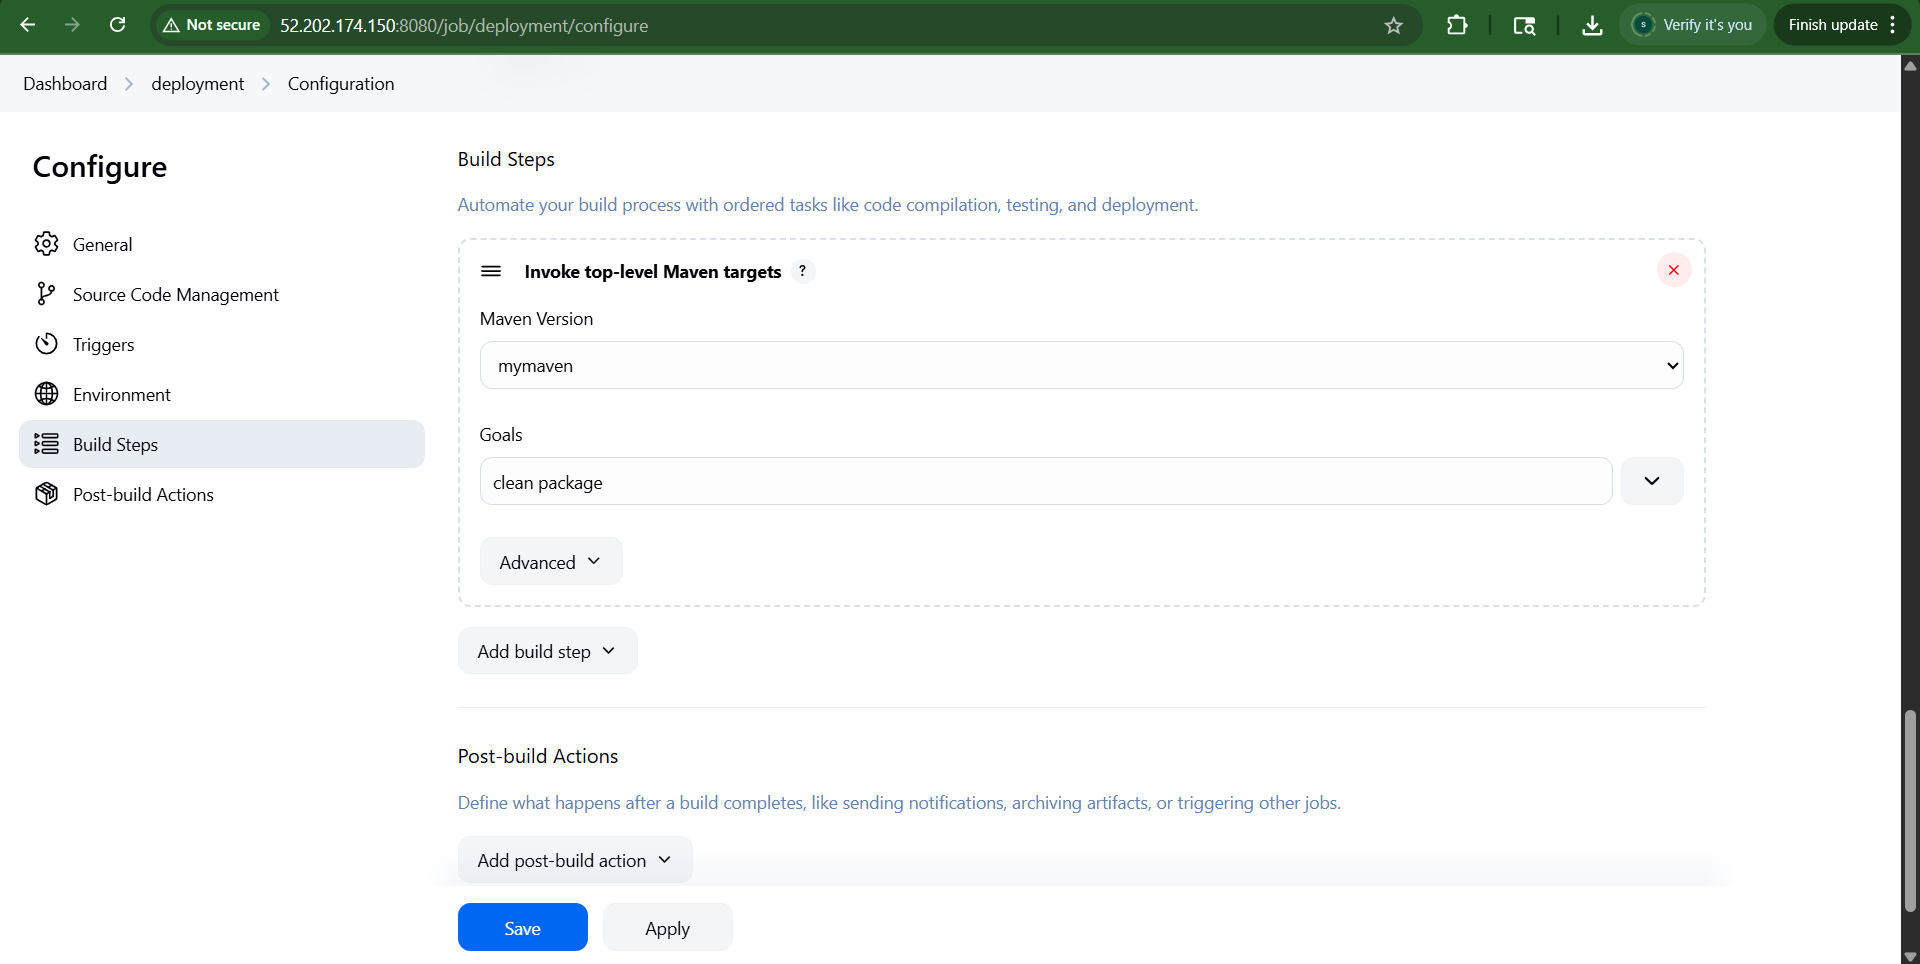 Not secure
52.202.174.150:8080/job/deployment/configure
S
Verify it's you
Finish update
Dashboard
deployment
Configuration
Configure
General
Source Code Management
Triggers
Environment
Build Steps
Post-build Actions
Build Steps
Automate your build process with ordered tasks like code compilation, testing, and deployment.
Invoke top-level Maven targets ?
Maven Version
mymaven
Goals
clean package
Advanced
Add build step
Post-build Actions
Define what happens after a build completes, like sending notifications, archiving artifacts, or triggering other jobs.
Add post-build action
Save
Apply